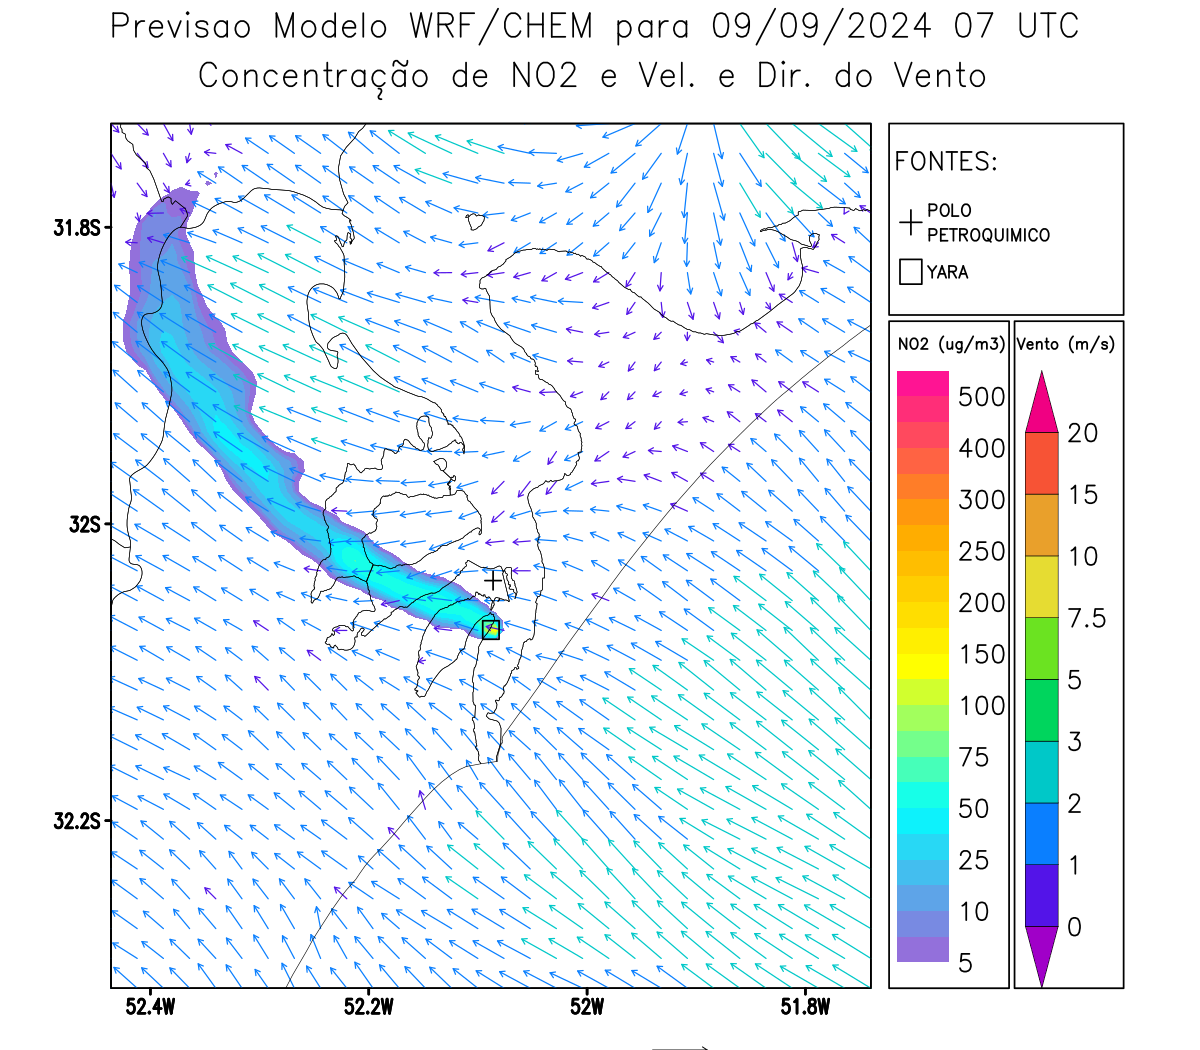 Previsao Modelo WRF/CHEM para 09/09/2024 07 UTC
Concentração de NO2 e Vel. e Dir. do Vento
FONTES:
POLO
PETROQUIMICO
YARA
NO2 (ug/m3)
500
400
300
250
200
150
100
75
50
25
10
5
Vento (m/s)
20
15
10
7.5
5
3
2
1
0
31.8S
32S
32.2S
52.4W
52.2W
52W
51.8W